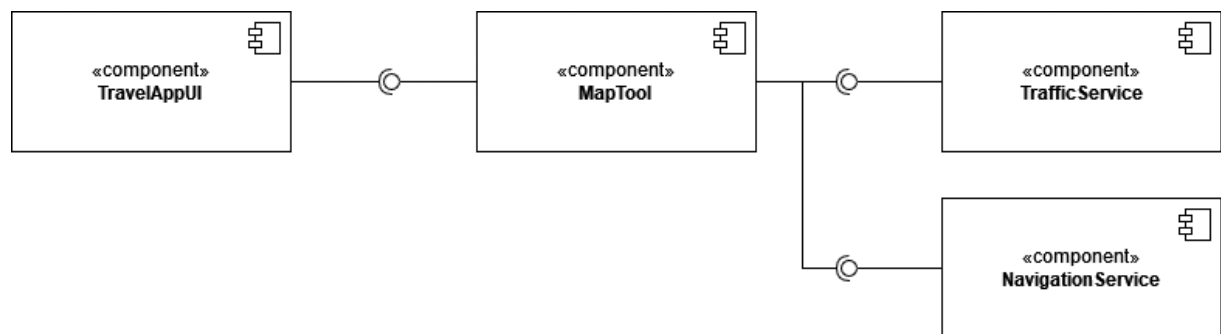 «component»
TravelAppUI
«component»
MapTool
«component»
TrafficService
«component»
NavigationService